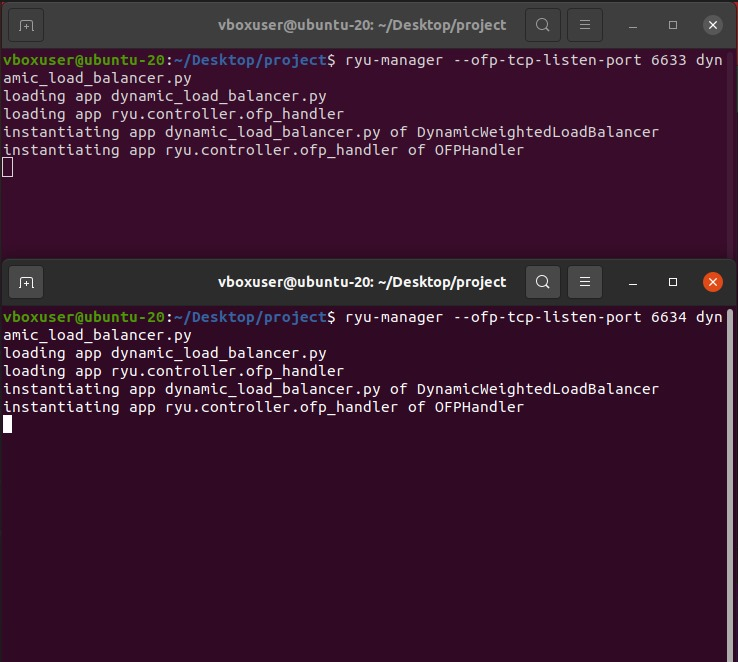 vboxuser@ubuntu-20: ~/Desktop/project
vboxuser@ubuntu-20:~/Desktop/project$ ryu-manager --ofp-tcp-listen-port 6633 dyn
amic_load_balancer.py
loading app dynamic_load_balancer.py
loading app ryu.controller.ofp_handler
instantiating app dynamic_load_balancer.py of DynamicWeightedLoadBalancer
instantiating app ryu.controller.ofp_handler of OFPHandler
vboxuser@ubuntu-20: ~/Desktop/project
vboxuser@ubuntu-20:~/Desktop/project$ ryu-manager --ofp-tcp-listen-port 6634 dyn
amic_load_balancer.py
loading app dynamic_load_balancer.py
loading app ryu.controller.ofp_handler
instantiating app dynamic_load_balancer.py of DynamicWeightedLoadBalancer
instantiating app ryu.controller.ofp_handler of OFPHandler